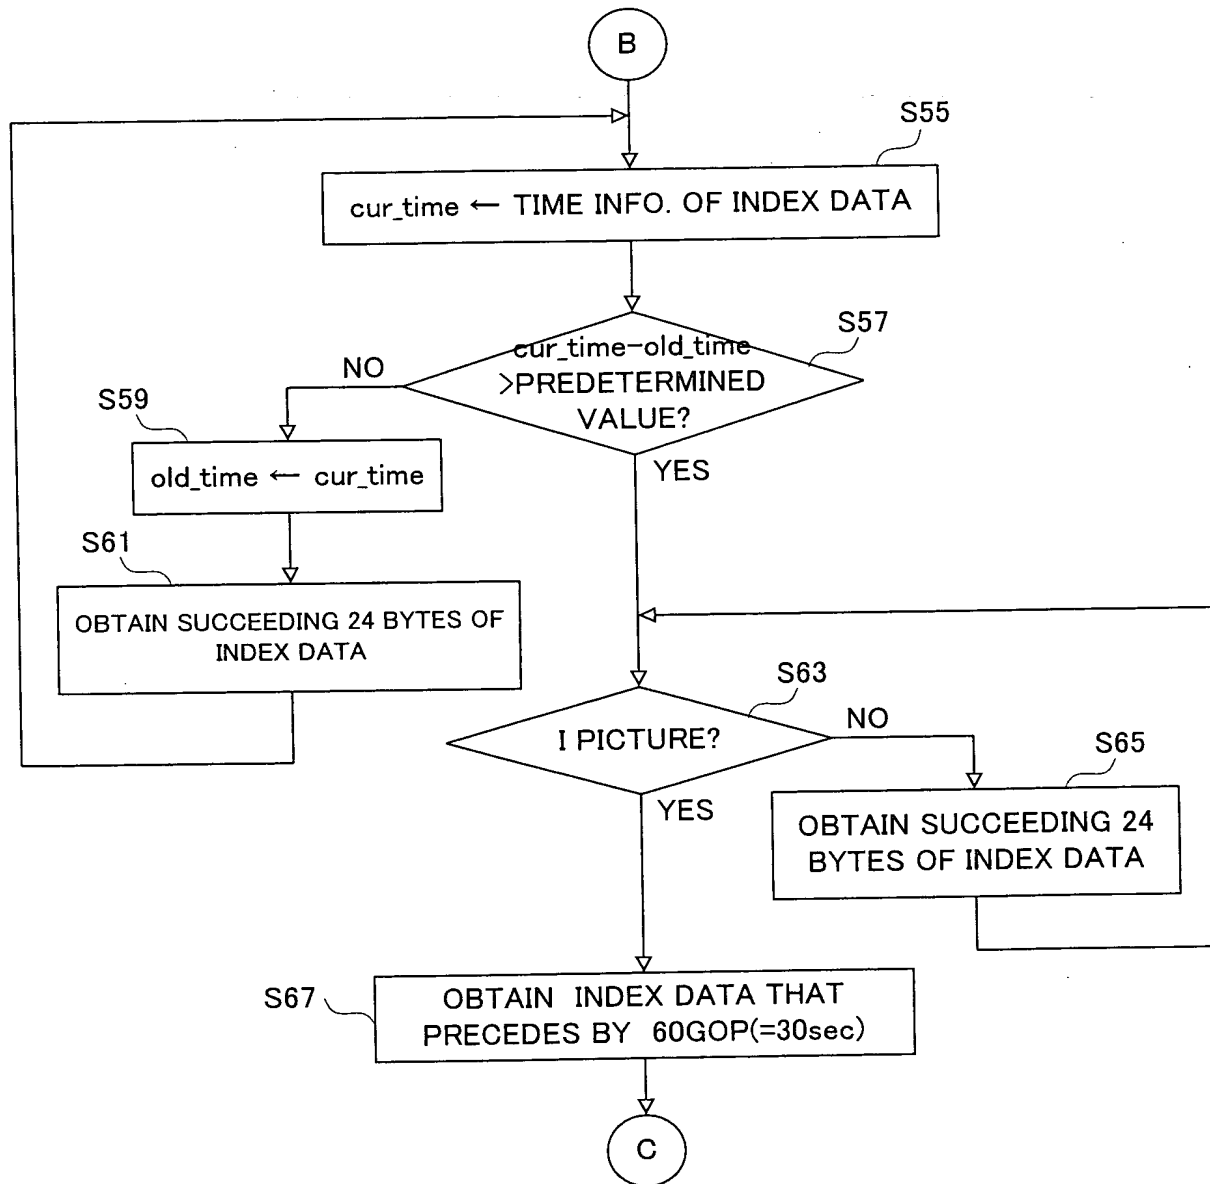 B
S55
cur_time ← TIME INFO. OF INDEX DATA
S57
cur_time-old_time
>PREDETERMINED
VALUE?
NO
YES
S59
old_time ← cur_time
S61
OBTAIN SUCCEEDING 24 BYTES OF
INDEX DATA
S63
I PICTURE?
NO
YES
S65
OBTAIN SUCCEEDING 24
BYTES OF INDEX DATA
S67
OBTAIN INDEX DATA THAT
PRECEDES BY 60GOP(=30sec)
C